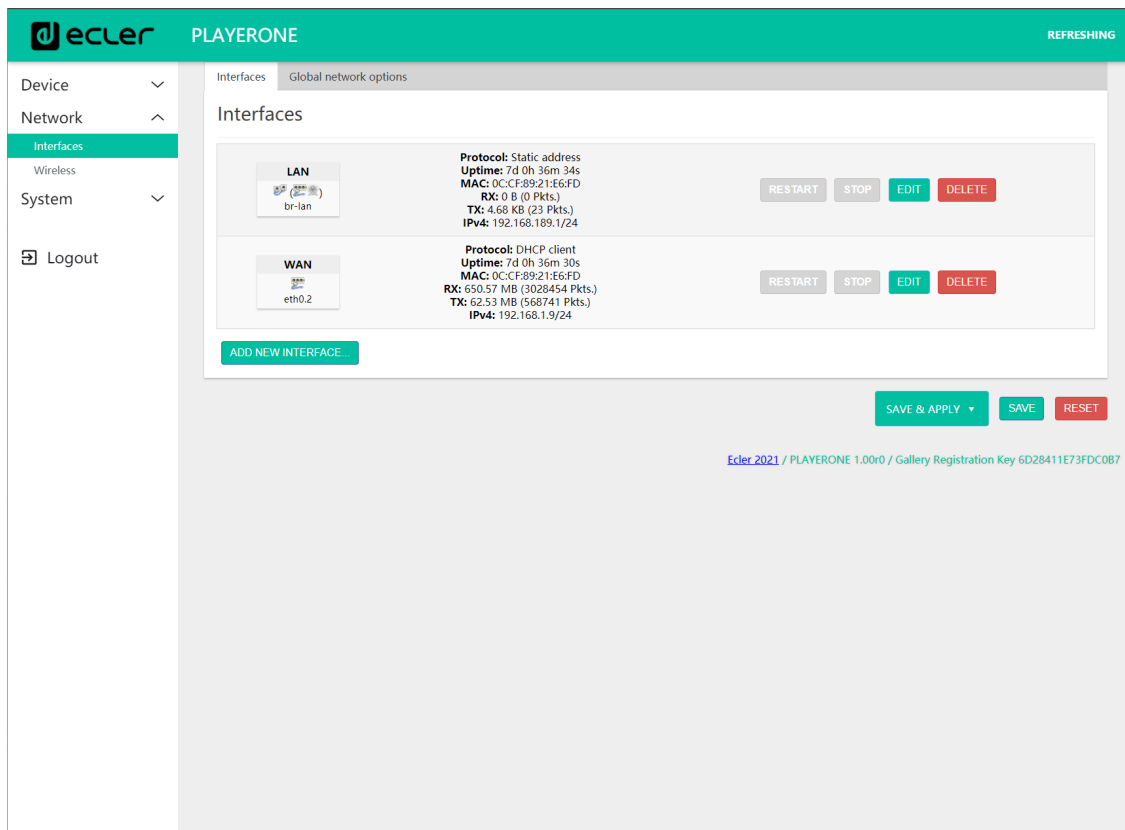 ecler
PLAYERONE
REFRESHING
Device
Network
Interfaces
Wireless
System
Logout
Interfaces
Global network options
Interfaces
LAN
br-lan
Protocol: Static address
Uptime: 7d 0h 36m 34s
MAC: 0C:CF:89:21:E6:FD
RX: 0 B (0 Pkts.)
TX: 4.68 KB (23 Pkts.)
IPv4: 192.168.189.1/24
RESTART
STOP
EDIT
DELETE
WAN
eth0.2
Protocol: DHCP client
Uptime: 7d 0h 36m 30s
MAC: 0C:CF:89:21:E6:FD
RX: 650.57 MB (3028454 Pkts.)
TX: 62.53 MB (568741 Pkts.)
IPv4: 192.168.1.9/24
RESTART
STOP
EDIT
DELETE
ADD NEW INTERFACE...
SAVE & APPLY
SAVE
RESET
Ecler 2021 / PLAYERONE 1.00r0 / Gallery Registration Key 6D28411E73FDC0B7